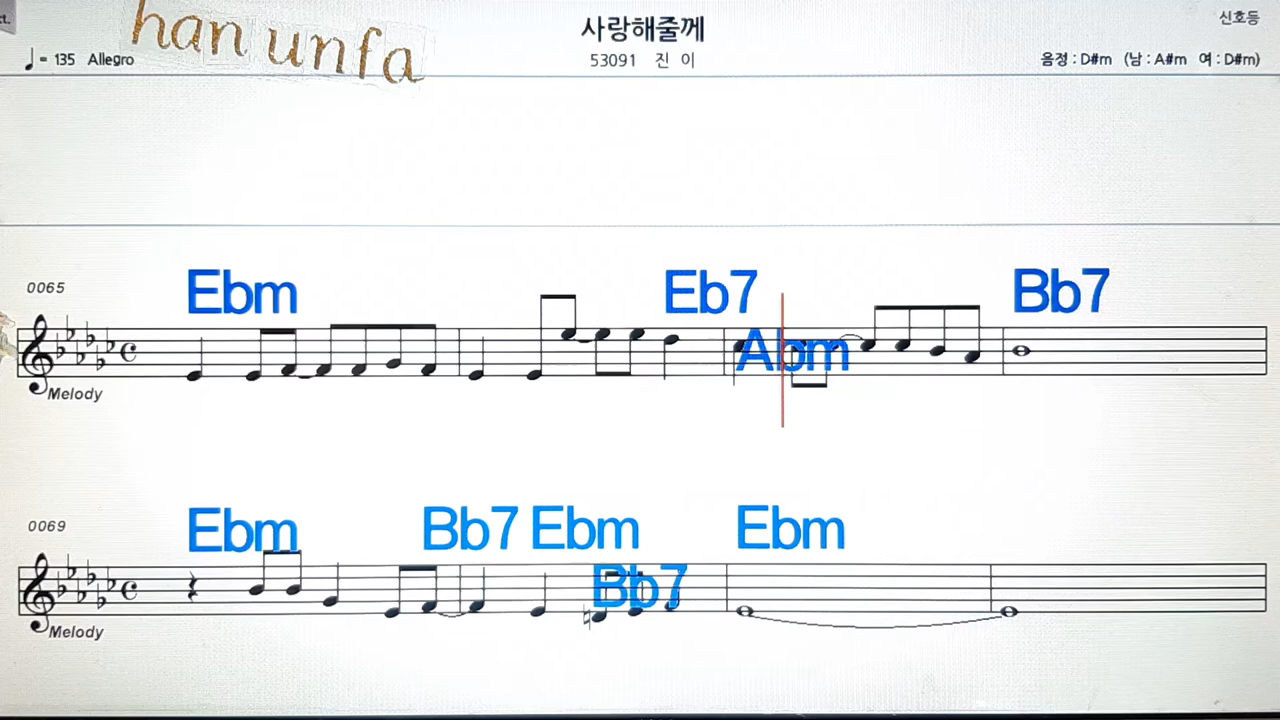 ct.
han unfa
사랑해줄께
신호등
♩= 135 Allegro
53091 진 이
음정 : D#m (남 : A#m 여 : D#m)
0065
Ebm Eb7 Abm Bb7
Melody
0069
Ebm Bb7 Ebm Bb7 Ebm
Melody